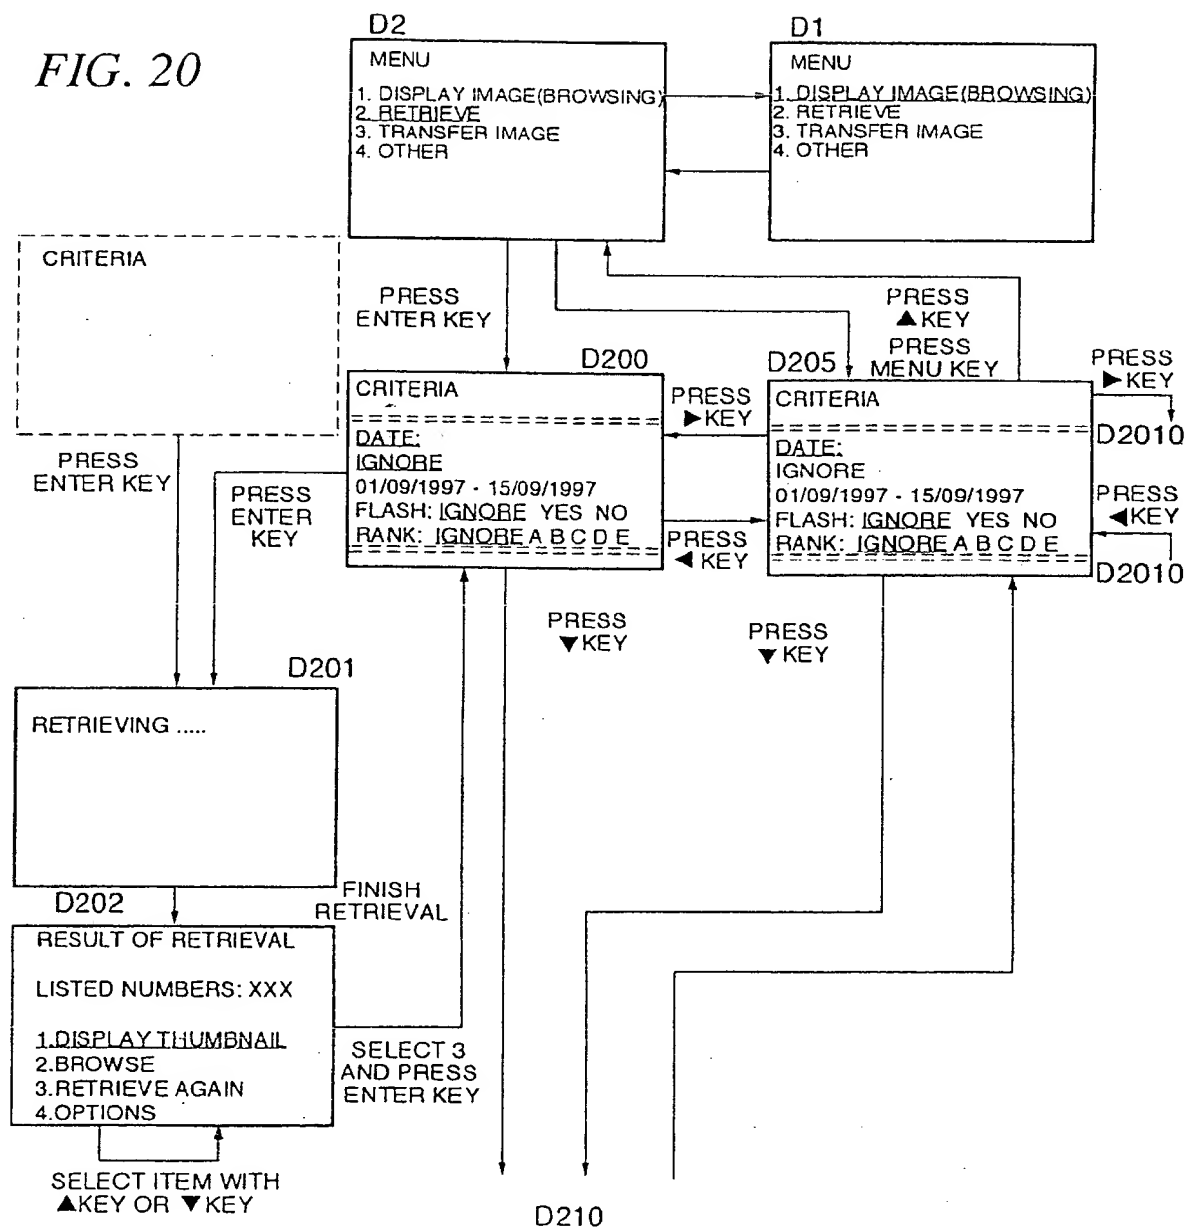 FIG. 20
D2
MENU
1. DISPLAY IMAGE(BROWSING)
2. RETRIEVE
3. TRANSFER IMAGE
4. OTHER
D1
MENU
1. DISPLAY IMAGE(BROWSING)
2. RETRIEVE
3. TRANSFER IMAGE
4. OTHER
CRITERIA
PRESS
ENTER KEY
PRESS
▲KEY
PRESS
MENU KEY
D200
CRITERIA
DATE:
IGNORE
01/09/1997 - 15/09/1997
FLASH: IGNORE YES NO
RANK: IGNORE A B C D E
PRESS
►KEY
PRESS
◄KEY
D205
CRITERIA
DATE:
IGNORE
01/09/1997 - 15/09/1997
FLASH: IGNORE YES NO
RANK: IGNORE A B C D E
PRESS
►KEY
D2010
PRESS
◄KEY
D2010
PRESS
ENTER KEY
PRESS
ENTER
KEY
PRESS
▼KEY
PRESS
▼KEY
D201
RETRIEVING .....
D202
FINISH
RETRIEVAL
RESULT OF RETRIEVAL
LISTED NUMBERS: XXX
1.DISPLAY THUMBNAIL
2.BROWSE
3.RETRIEVE AGAIN
4.OPTIONS
SELECT 3
AND PRESS
ENTER KEY
SELECT ITEM WITH
▲KEY OR ▼KEY
D210